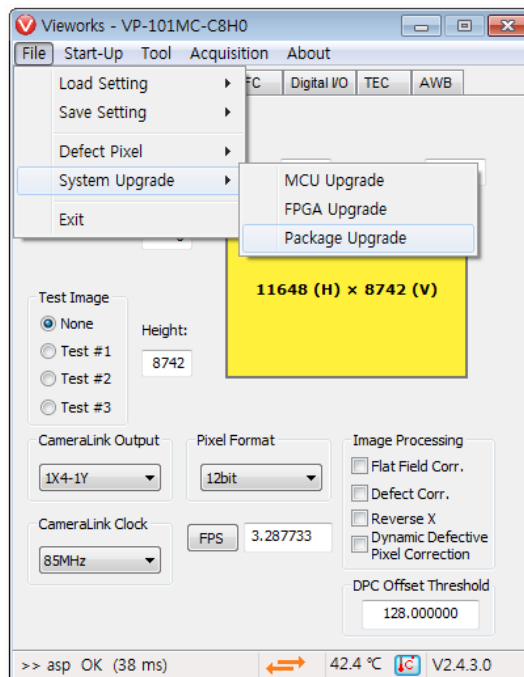 Vieworks - VP-101MC-C8H0
File Start-Up Tool Acquisition About
FC Digital I/O TEC AWB
Load Setting
Save Setting
Defect Pixel
System Upgrade
Exit
MCU Upgrade
FPGA Upgrade
Package Upgrade
11648 (H) × 8742 (V)
Test Image
None
Test #1
Test #2
Test #3
Height:
8742
CameraLink Output
1X4-1Y
Pixel Format
12bit
Image Processing
Flat Field Corr.
Defect Corr.
Reverse X
Dynamic Defective
Pixel Correction
CameraLink Clock
85MHz
FPS 3.287733
DPC Offset Threshold
128.000000
>> asp OK (38 ms) 42.4 ℃ V2.4.3.0